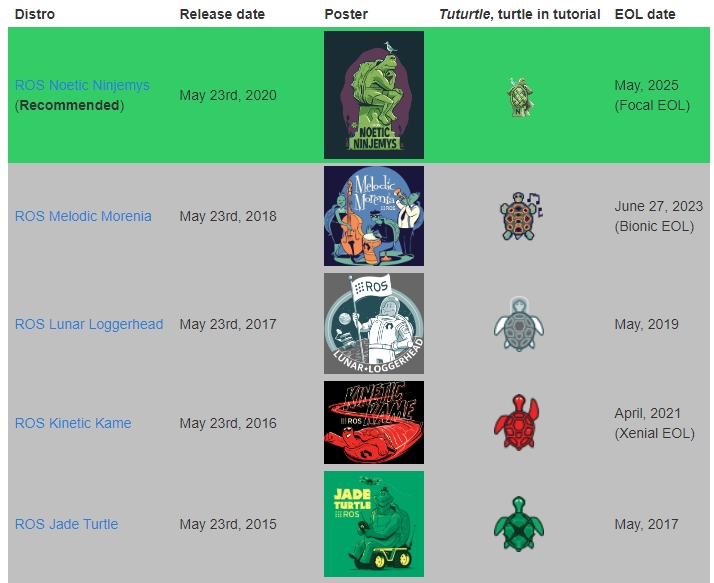 Distro Release date Poster Tuturtle, turtle in tutorial EOL date
ROS Noetic Ninjemys
(Recommended)
May 23rd, 2020
NOETIC
NINJEMYS
N
May, 2025
(Focal EOL)
ROS Melodic Morenia
May 23rd, 2018
Melodic
Morenia
ROS
June 27, 2023
(Bionic EOL)
ROS Lunar Loggerhead
May 23rd, 2017
ROS
LUNAR•LOGGERHEAD
May, 2019
ROS Kinetic Kame
May 23rd, 2016
KINETIC
KAME
ROS
April, 2021
(Xenial EOL)
ROS Jade Turtle
May 23rd, 2015
JADE
TURTLE
ROS
May, 2017